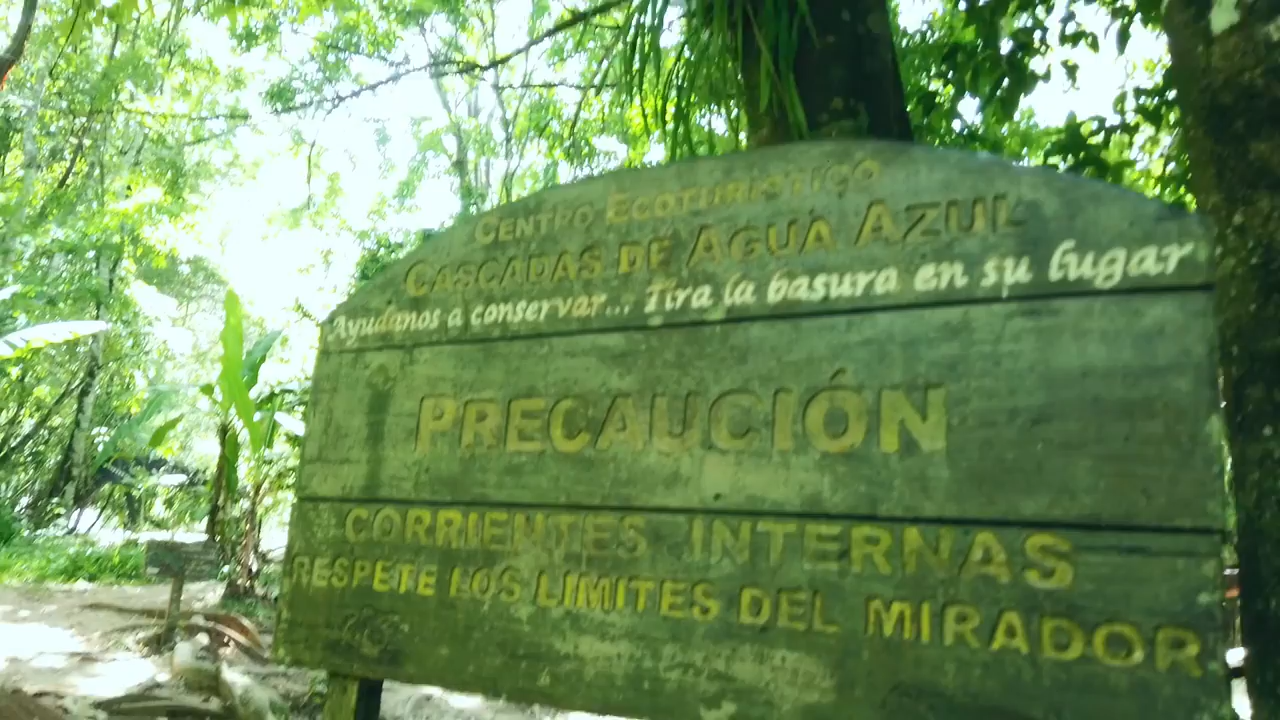 CENTRO ECOTURISTICO
CASCADAS DE AGUA AZUL
Ayudanos a conservar... Tira la basura en su lugar
PRECAUCIÓN
CORRIENTES INTERNAS
RESPETE LOS LIMITES DEL MIRADOR